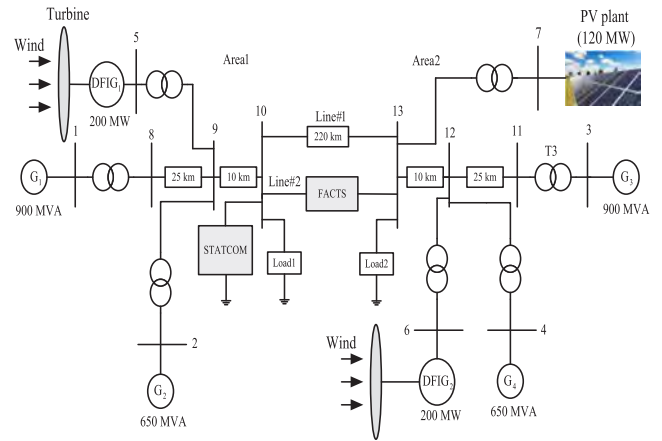 Turbine
Wind
5
DFIG1
200 MW
Area1
Area2
7
PV plant
(120 MW)
1
8
9
10
Line#1
220 km
13
12
11
T3
3
G1
900 MVA
25 km
10 km
Line#2
FACTS
10 km
25 km
G3
900 MVA
STATCOM
Load1
Load2
2
G2
650 MVA
Wind
6
DFIG2
200 MW
4
G4
650 MVA